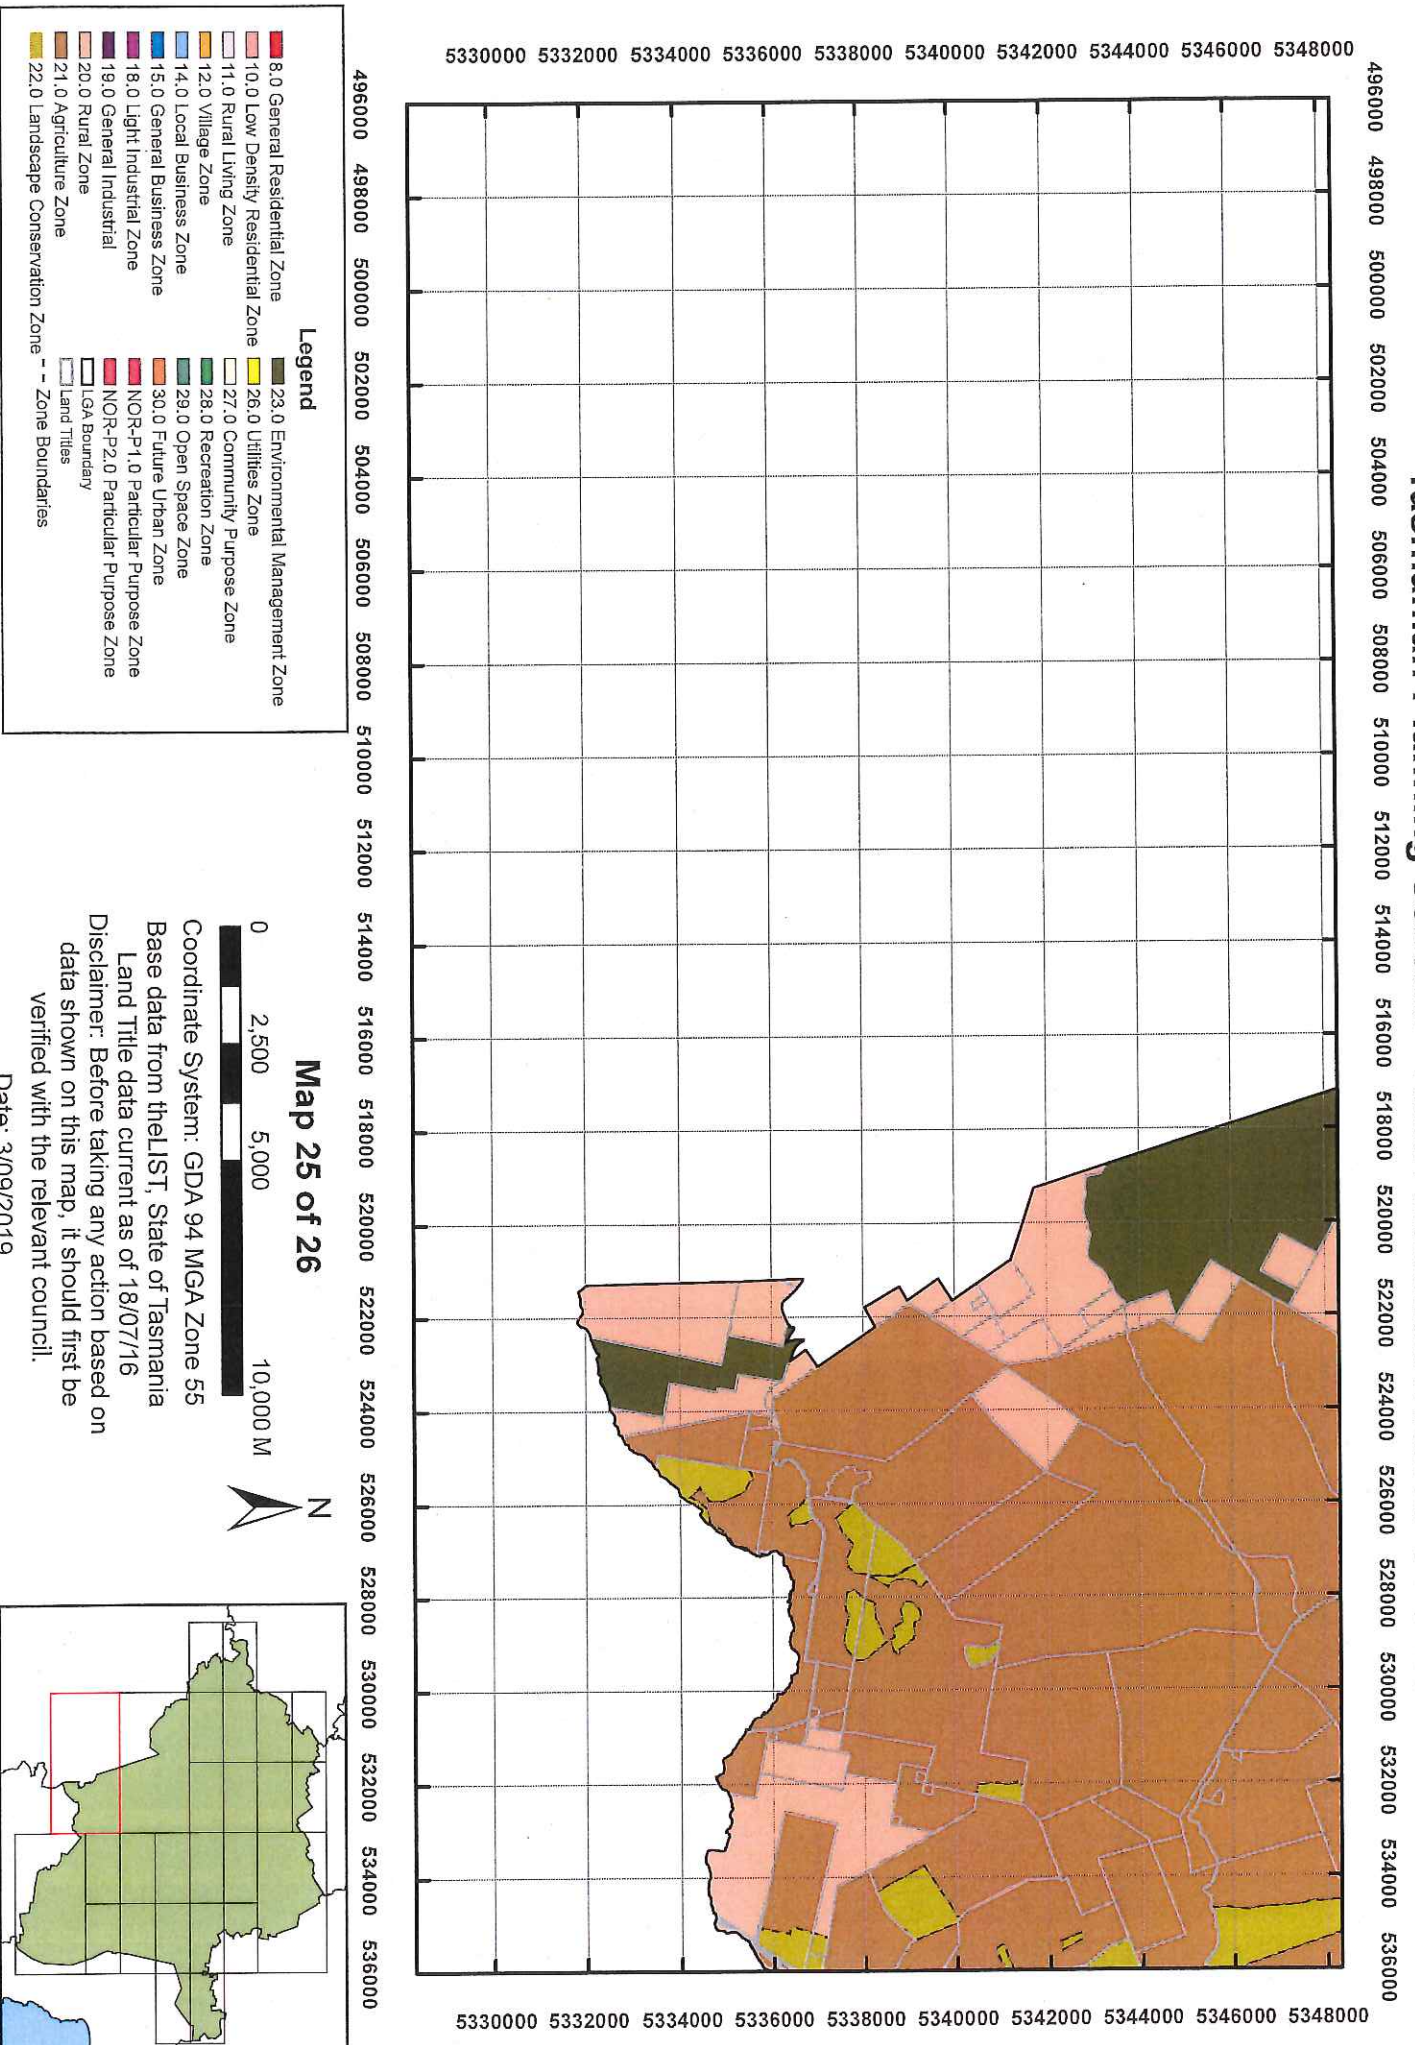 496000 498000 500000 502000 504000 506000 508000 510000 512000 514000 516000 518000 520000 522000 524000 526000 528000 530000 532000 534000 536000
5348000
5346000
5344000
5342000
5340000
5338000
5336000
5334000
5332000
5330000
5348000
5346000
5344000
5342000
5340000
5338000
5336000
5334000
5332000
5330000
496000 498000 500000 502000 504000 506000 508000 510000 512000 514000 516000 518000 520000 522000 524000 526000 528000 530000 532000 534000 536000
Legend
8.0 General Residential Zone
10.0 Low Density Residential Zone
11.0 Rural Living Zone
12.0 Village Zone
14.0 Local Business Zone
15.0 General Business Zone
18.0 Light Industrial Zone
19.0 General Industrial
20.0 Rural Zone
21.0 Agriculture Zone
22.0 Landscape Conservation Zone
23.0 Environmental Management Zone
26.0 Utilities Zone
27.0 Community Purpose Zone
28.0 Recreation Zone
29.0 Open Space Zone
30.0 Future Urban Zone
NOR-P1.0 Particular Purpose Zone
NOR-P2.0 Particular Purpose Zone
LGA Boundary
Land Titles
Zone Boundaries
Map 25 of 26
0 2,500 5,000 10,000 M
Coordinate System: GDA 94 MGA Zone 55
Base data from theLIST, State of Tasmania
Land Title data current as of 18/07/16
Disclaimer: Before taking any action based on
data shown on this map, it should first be
verified with the relevant council.
Date: 3/09/2019
N